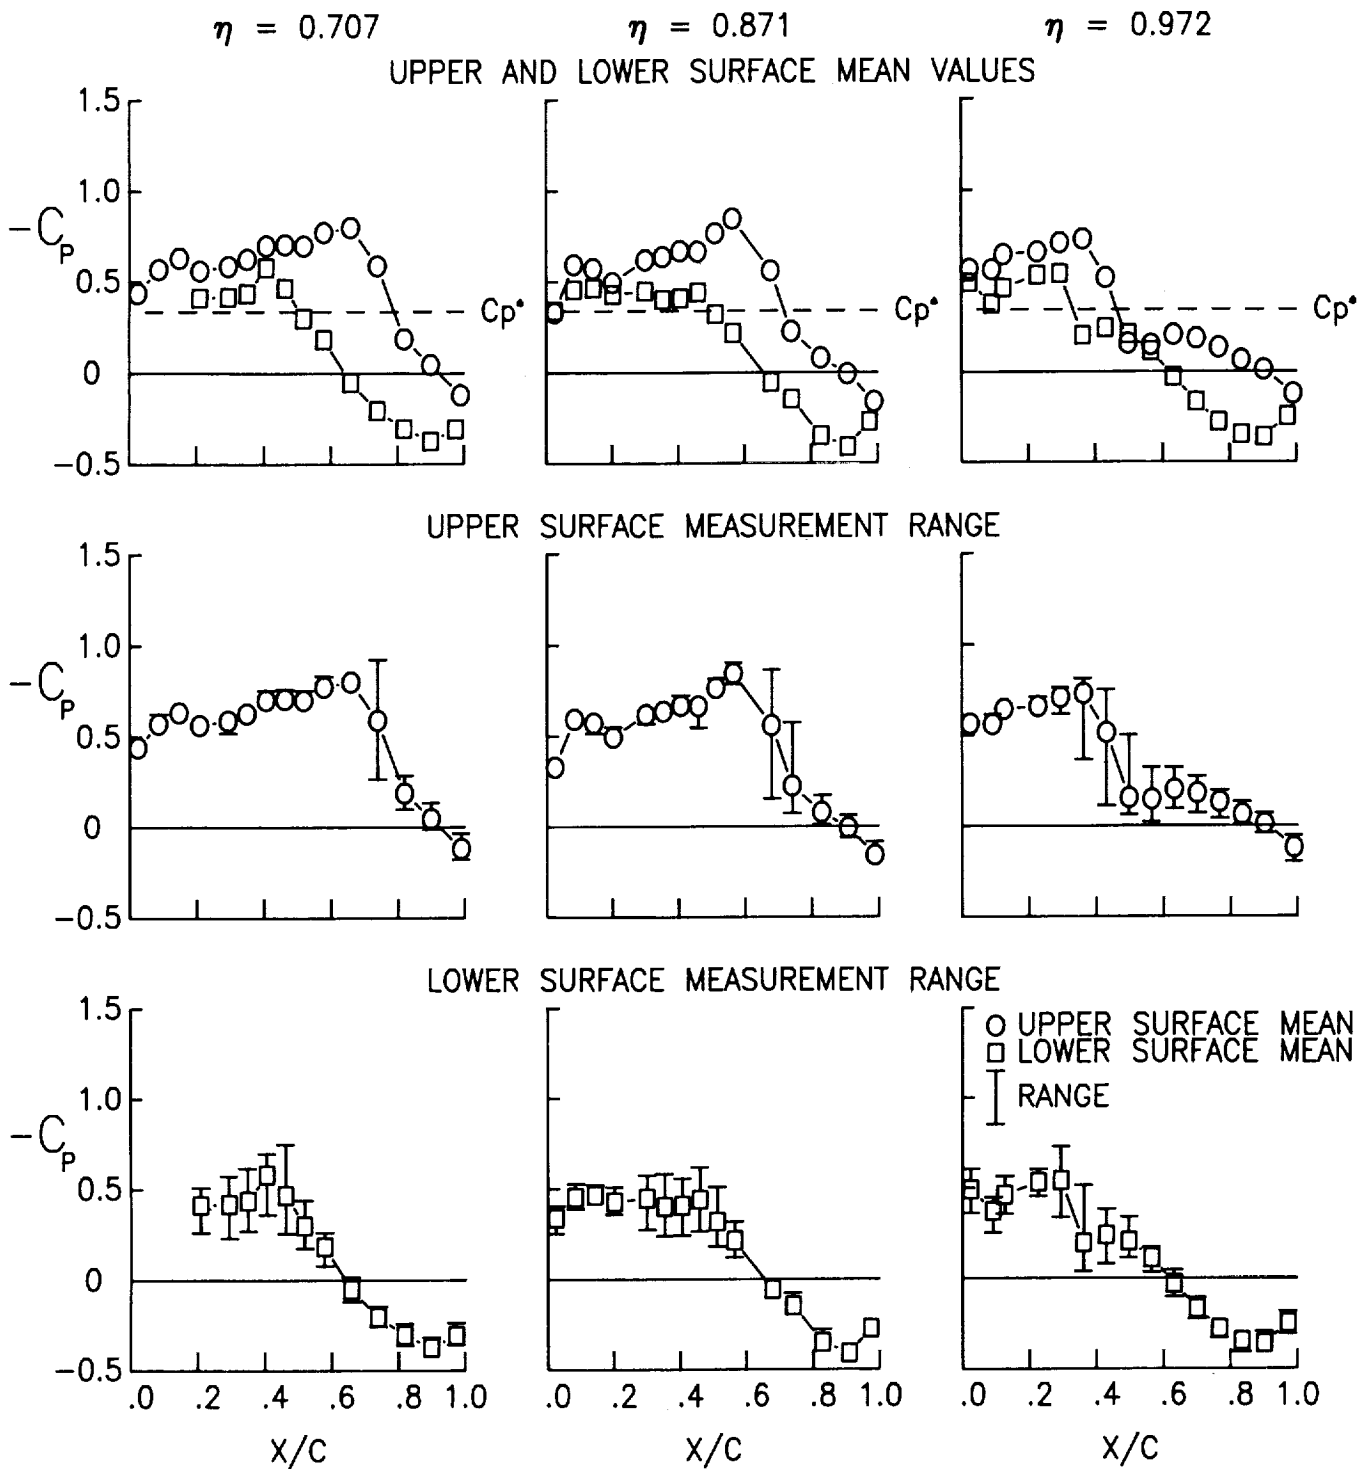 η = 0.707 η = 0.871 η = 0.972
UPPER AND LOWER SURFACE MEAN VALUES
1.5
1.0
-Cp
0.5
Cp* Cp* Cp*
0
-0.5
UPPER SURFACE MEASUREMENT RANGE
1.5
1.0
-Cp
0.5
0
-0.5
LOWER SURFACE MEASUREMENT RANGE
1.5
UPPER SURFACE MEAN
LOWER SURFACE MEAN
1.0
RANGE
-Cp
0.5
0
-0.5
.0 .2 .4 .6 .8 1.0 .0 .2 .4 .6 .8 1.0 .0 .2 .4 .6 .8 1.0
X/C X/C X/C